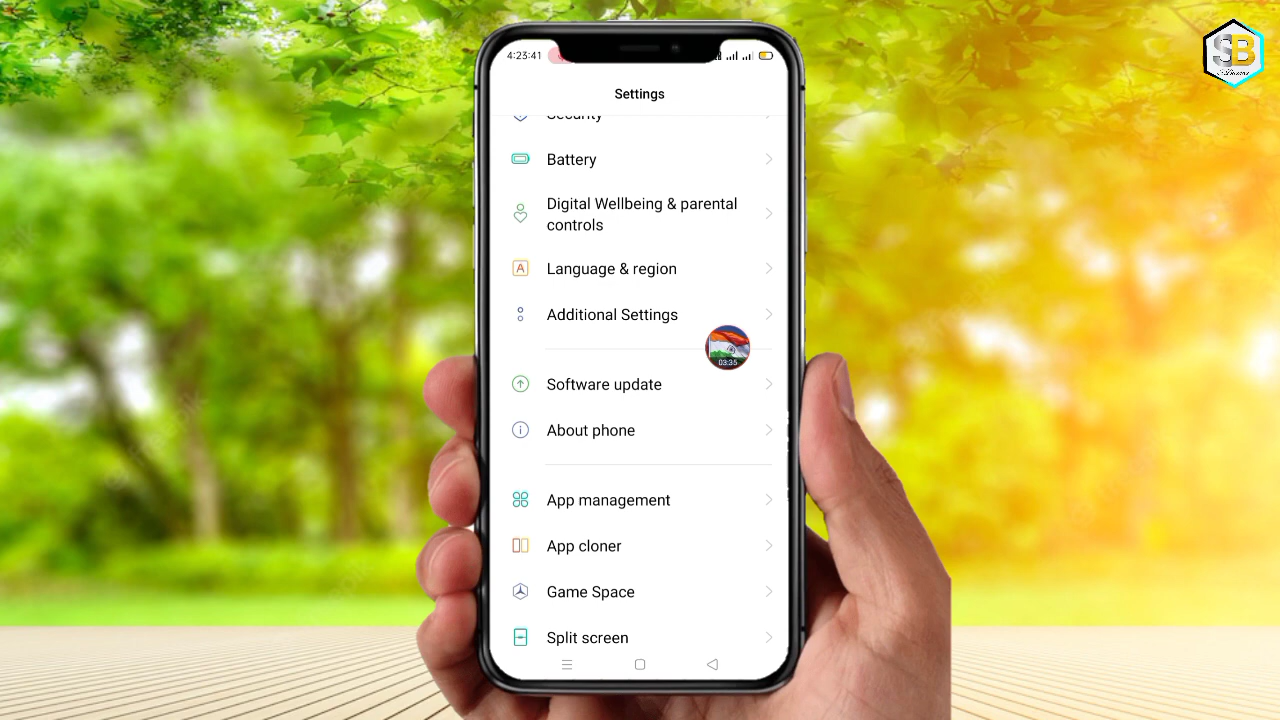 4:23:41
SB
Settings
Security
Battery
Digital Wellbeing & parental
controls
Language & region
Additional Settings
03:35
Software update
About phone
App management
App cloner
Game Space
Split screen